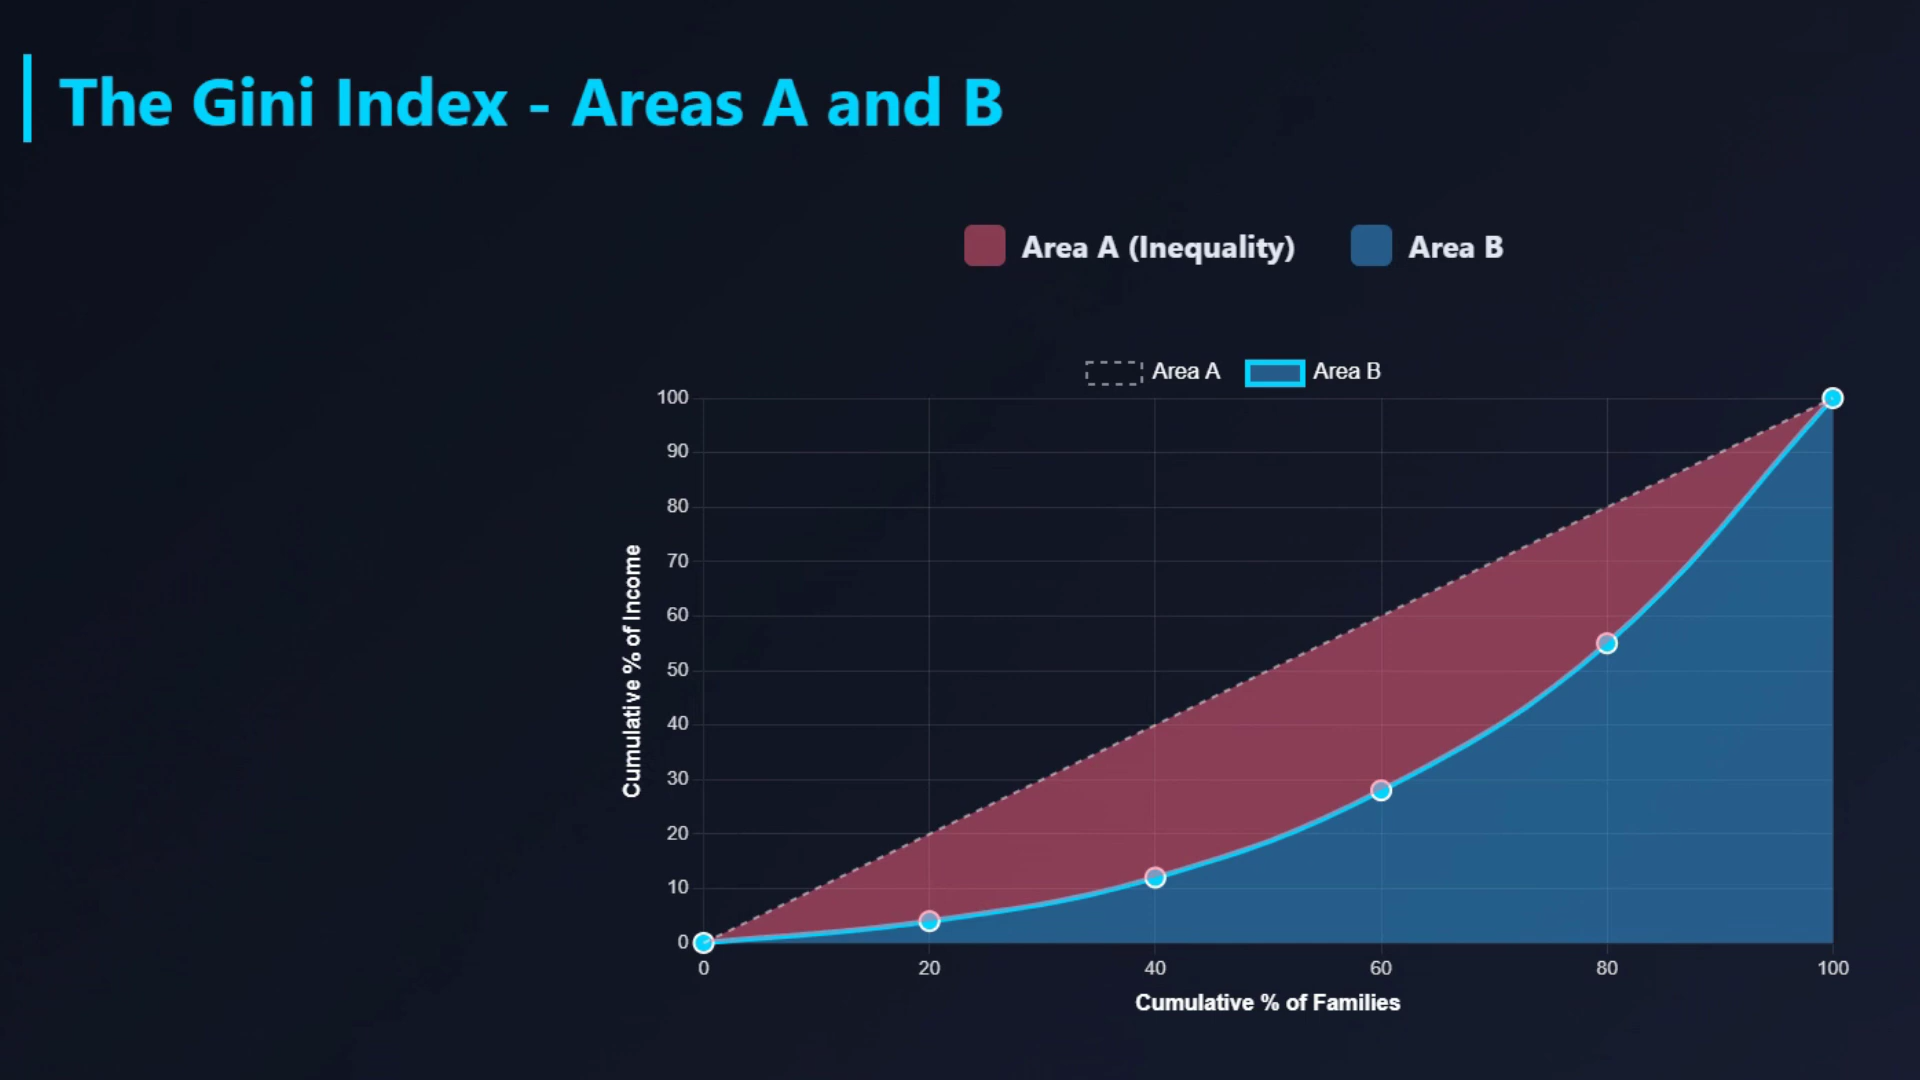 The Gini Index - Areas A and B
Area A (Inequality) Area B
Area A Area B
100
90
80
70
60
50
40
30
20
10
0
Cumulative % of Income
0 20 40 60 80 100
Cumulative % of Families